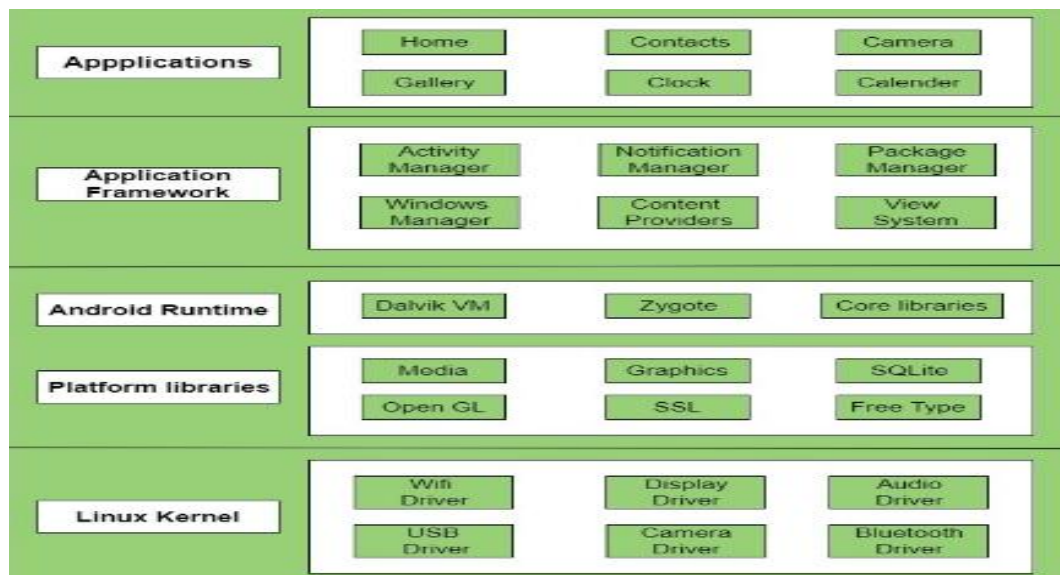 Appplications
Home
Contacts
Camera
Gallery
Clock
Calender
Application
Framework
Activity
Manager
Notification
Manager
Package
Manager
Windows
Manager
Content
Providers
View
System
Android Runtime
Dalvik VM
Zygote
Core libraries
Platform libraries
Media
Graphics
SQLite
Open GL
SSL
Free Type
Linux Kernel
Wifi
Driver
Display
Driver
Audio
Driver
USB
Driver
Camera
Driver
Bluetooth
Driver